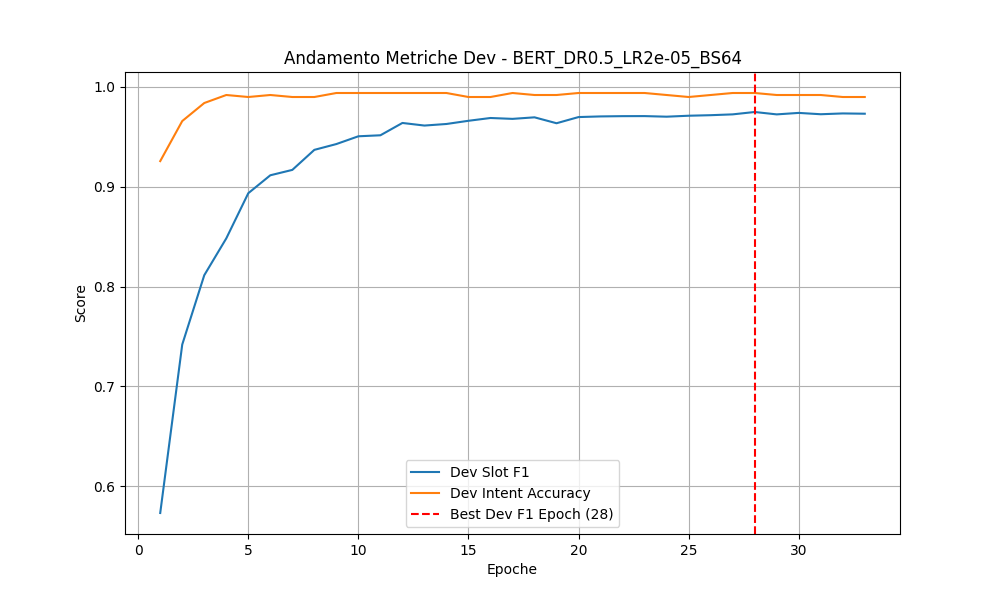 Andamento Metriche Dev - BERT_DR0.5_LR2e-05_BS64
1.0
0.9
0.8
0.7
0.6
Score
0 5 10 15 20 25 30
Epoche
Dev Slot F1
Dev Intent Accuracy
Best Dev F1 Epoch (28)